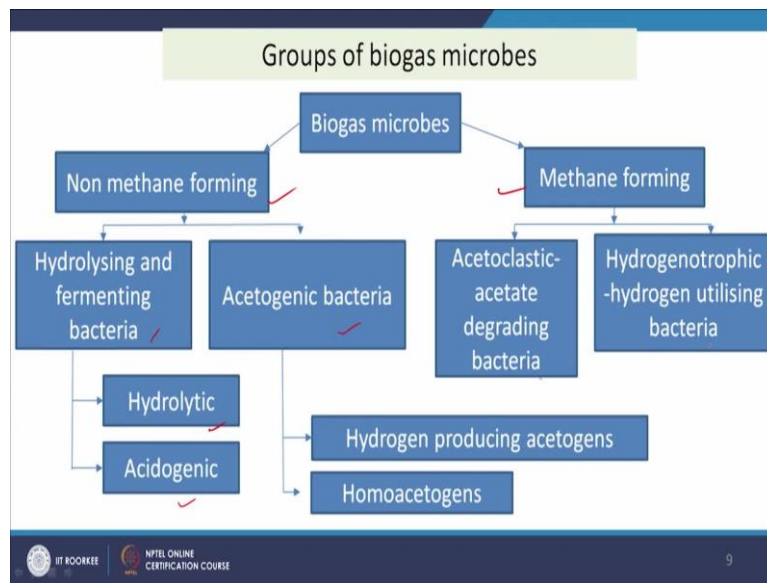 Groups of biogas microbes
Biogas microbes
Non methane forming
Methane forming
Hydrolysing and
fermenting
bacteria
Acetogenic bacteria
Acetoclastic-
acetate
degrading
bacteria
Hydrogenotrophic
-hydrogen utilising
bacteria
Hydrolytic
Acidogenic
Hydrogen producing acetogens
Homoacetogens
IIT ROORKEE
NPTEL ONLINE
CERTIFICATION COURSE
9